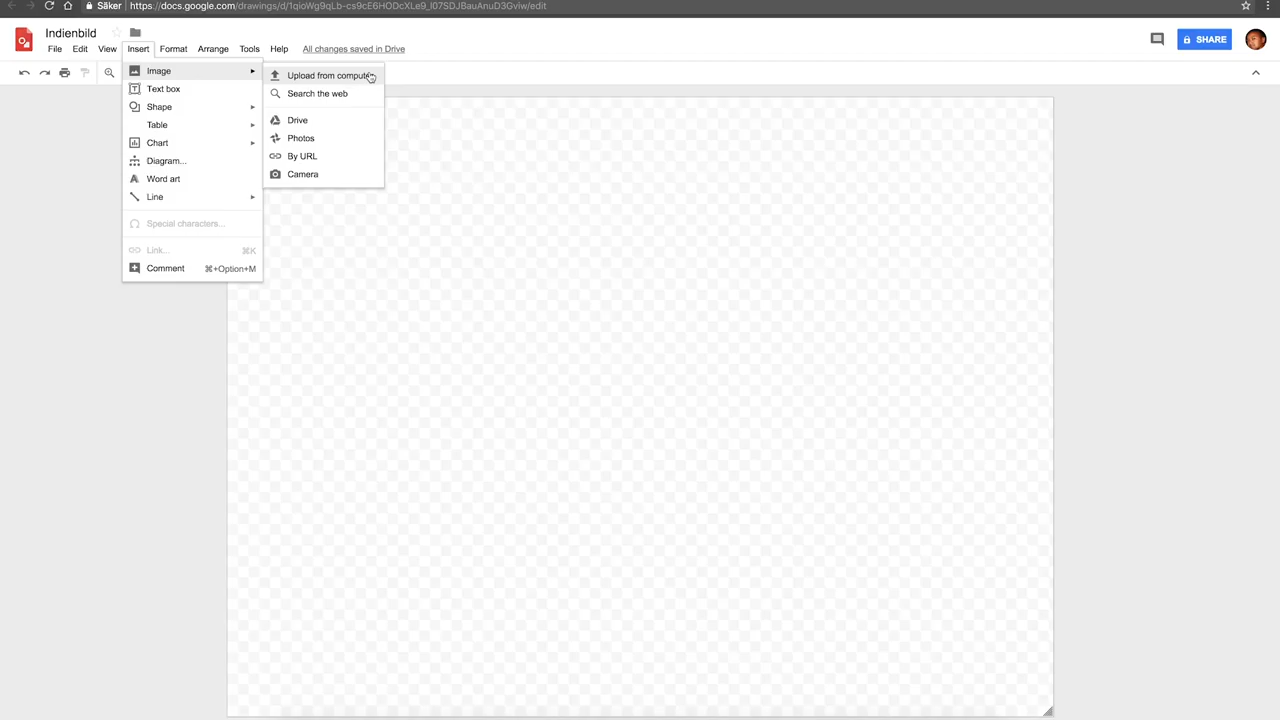 Säker
https://docs.google.com/drawings/d/1qioWg9qLb-cs9cE6HODcXLe9_l07SDJBauAnuD3Gviw/edit
Indienbild
File Edit View Insert Format Arrange Tools Help All changes saved in Drive
SHARE
Image
Text box
Shape
Table
Chart
Diagram...
Word art
Line
Special characters...
Link... ⌘K
Comment ⌘+Option+M
Upload from computer
Search the web
Drive
Photos
By URL
Camera